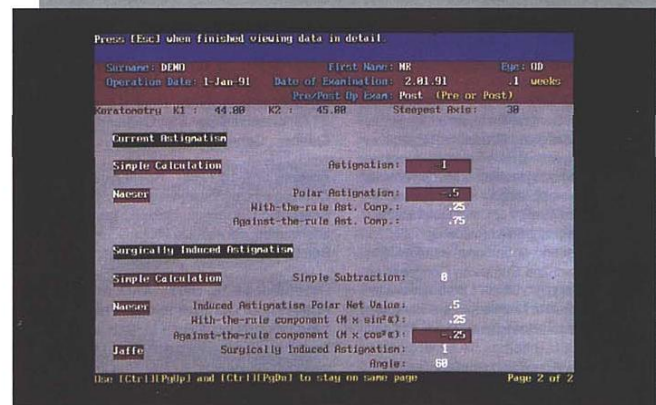 Press [Esc] when finished viewing data in detail.
Surname: DEMO First Name: MR Eye: OD
Operation Date: 1-Jan-91 Date of Examination: 2.01.91 .1 weeks
Pre/Post Op Exam: Post (Pre or Post)
Keratometry K1 : 44.00 K2 : 45.00 Steepest Axis: 30
Current Astigmatism
Simple Calculation Astigmatism: -1
Naeser Polar Astigmatism: -.5
With-the-rule Ast. Comp.: .25
Against-the-rule Ast. Comp.: .75
Surgically Induced Astigmatism
Simple Calculation Simple Subtraction: 0
Naeser Induced Astigmatism Polar Net Value: .5
With-the-rule component (M x sin²α): .25
Against-the-rule component (M x cos²α): -.25
Jaffe Surgically Induced Astigmatism: 1
Angle: 60
Use [Ctrl][PgUp] and [Ctrl][PgDn] to stay on same page Page 2 of 2